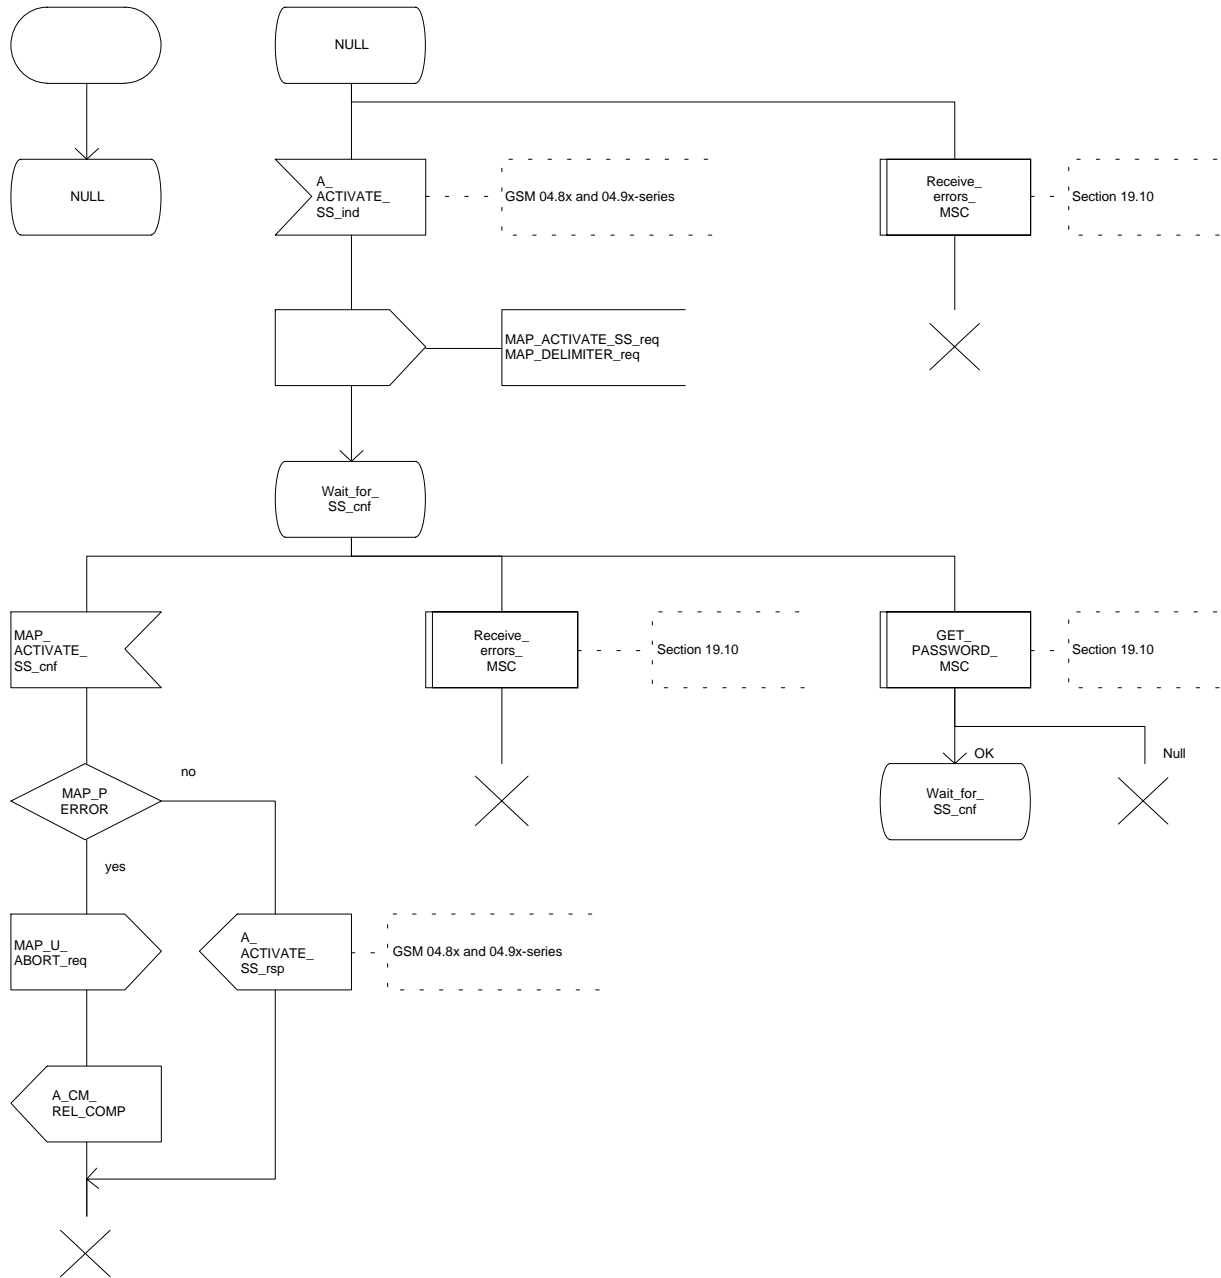 NULL
NULL
A_
ACTIVATE_
SS_ind
GSM 04.8x and 04.9x-series
Receive_
errors_
MSC
Section 19.10
MAP_ACTIVATE_SS_req
MAP_DELIMITER_req
Wait_for_
SS_cnf
MAP_
ACTIVATE_
SS_cnf
Receive_
errors_
MSC
Section 19.10
GET_
PASSWORD_
MSC
Section 19.10
OK
Null
no
MAP_P
ERROR
Wait_for_
SS_cnf
yes
MAP_U_
ABORT_req
A_
ACTIVATE_
SS_rsp
GSM 04.8x and 04.9x-series
A_CM_
REL_COMP